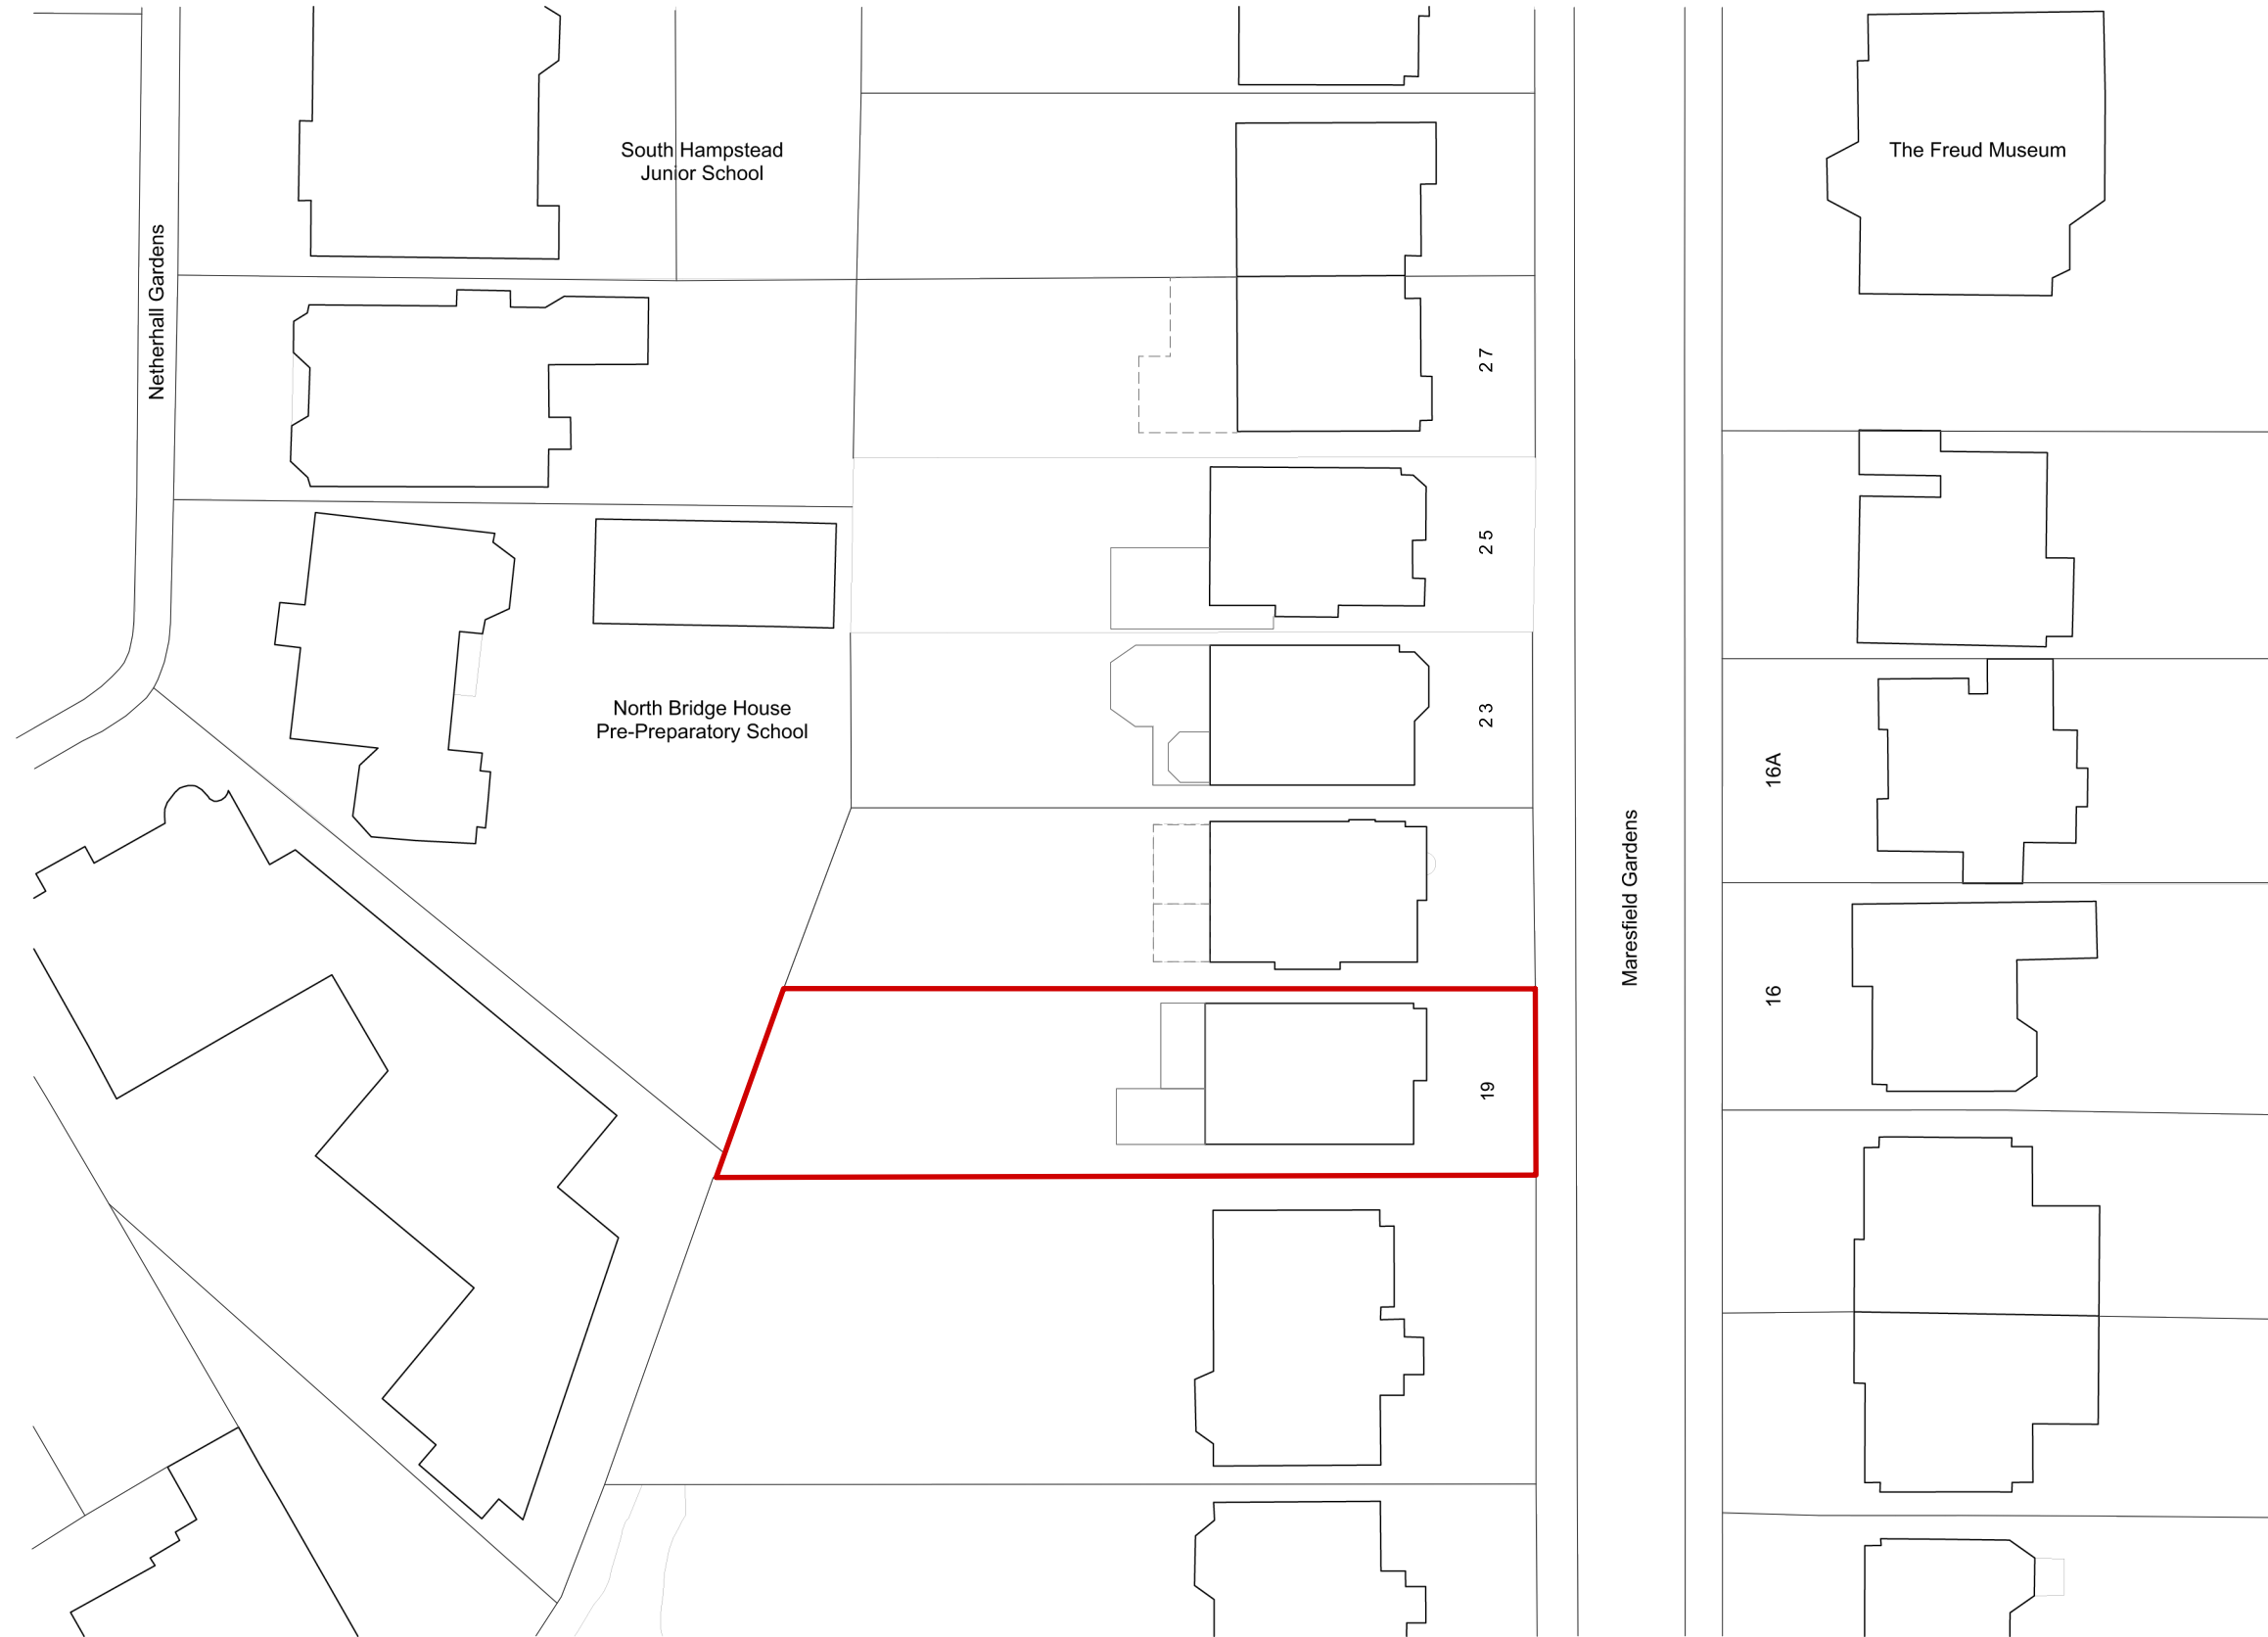 South Hampstead
Junior School
The Freud Museum
Netherhall Gardens
27
25
North Bridge House
Pre-Preparatory School
23
16A
Maresfield Gardens
16
19